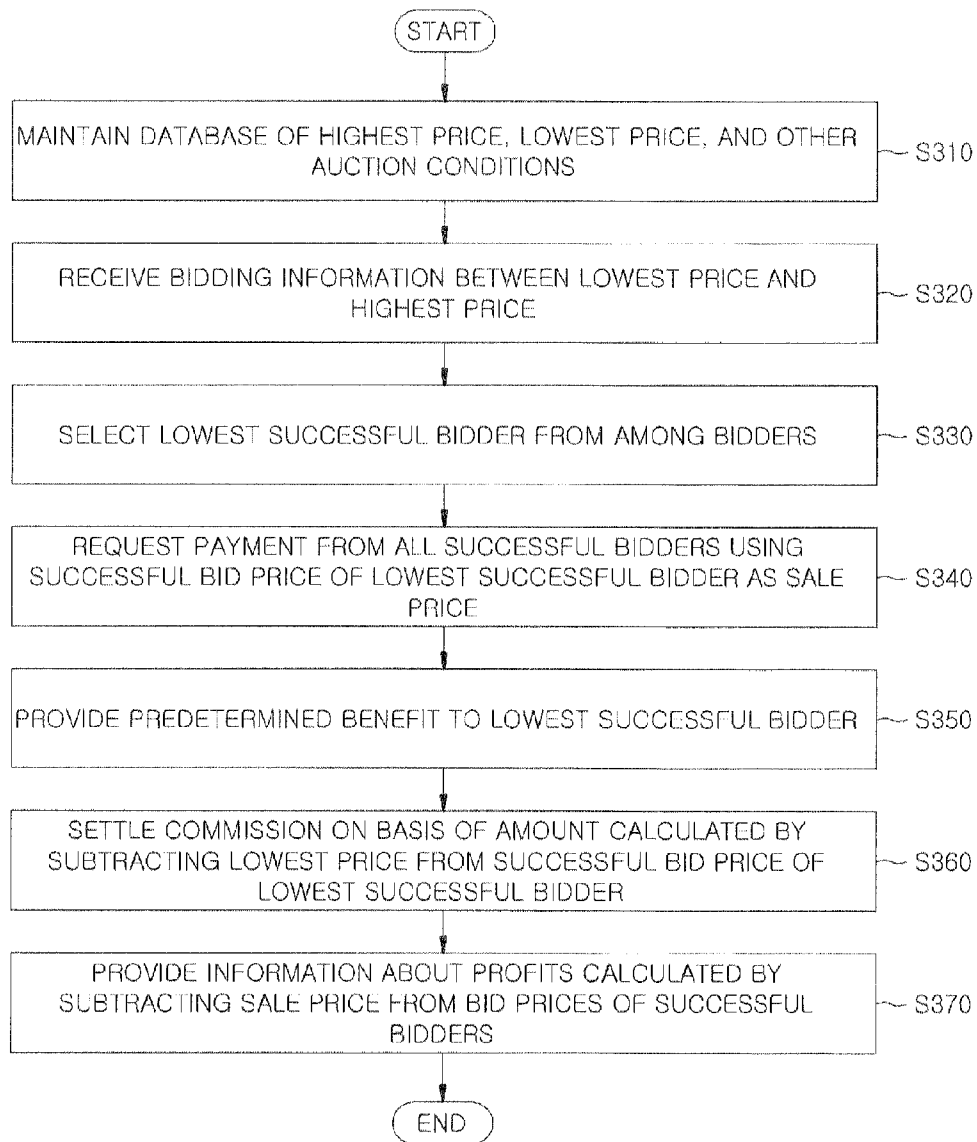 START
MAINTAIN DATABASE OF HIGHEST PRICE, LOWEST PRICE, AND OTHER
AUCTION CONDITIONS
S310
RECEIVE BIDDING INFORMATION BETWEEN LOWEST PRICE AND
HIGHEST PRICE
S320
SELECT LOWEST SUCCESSFUL BIDDER FROM AMONG BIDDERS
S330
REQUEST PAYMENT FROM ALL SUCCESSFUL BIDDERS USING
SUCCESSFUL BID PRICE OF LOWEST SUCCESSFUL BIDDER AS SALE
PRICE
S340
PROVIDE PREDETERMINED BENEFIT TO LOWEST SUCCESSFUL BIDDER
S350
SETTLE COMMISSION ON BASIS OF AMOUNT CALCULATED BY
SUBTRACTING LOWEST PRICE FROM SUCCESSFUL BID PRICE OF
LOWEST SUCCESSFUL BIDDER
S360
PROVIDE INFORMATION ABOUT PROFITS CALCULATED BY
SUBTRACTING SALE PRICE FROM BID PRICES OF SUCCESSFUL
BIDDERS
S370
END